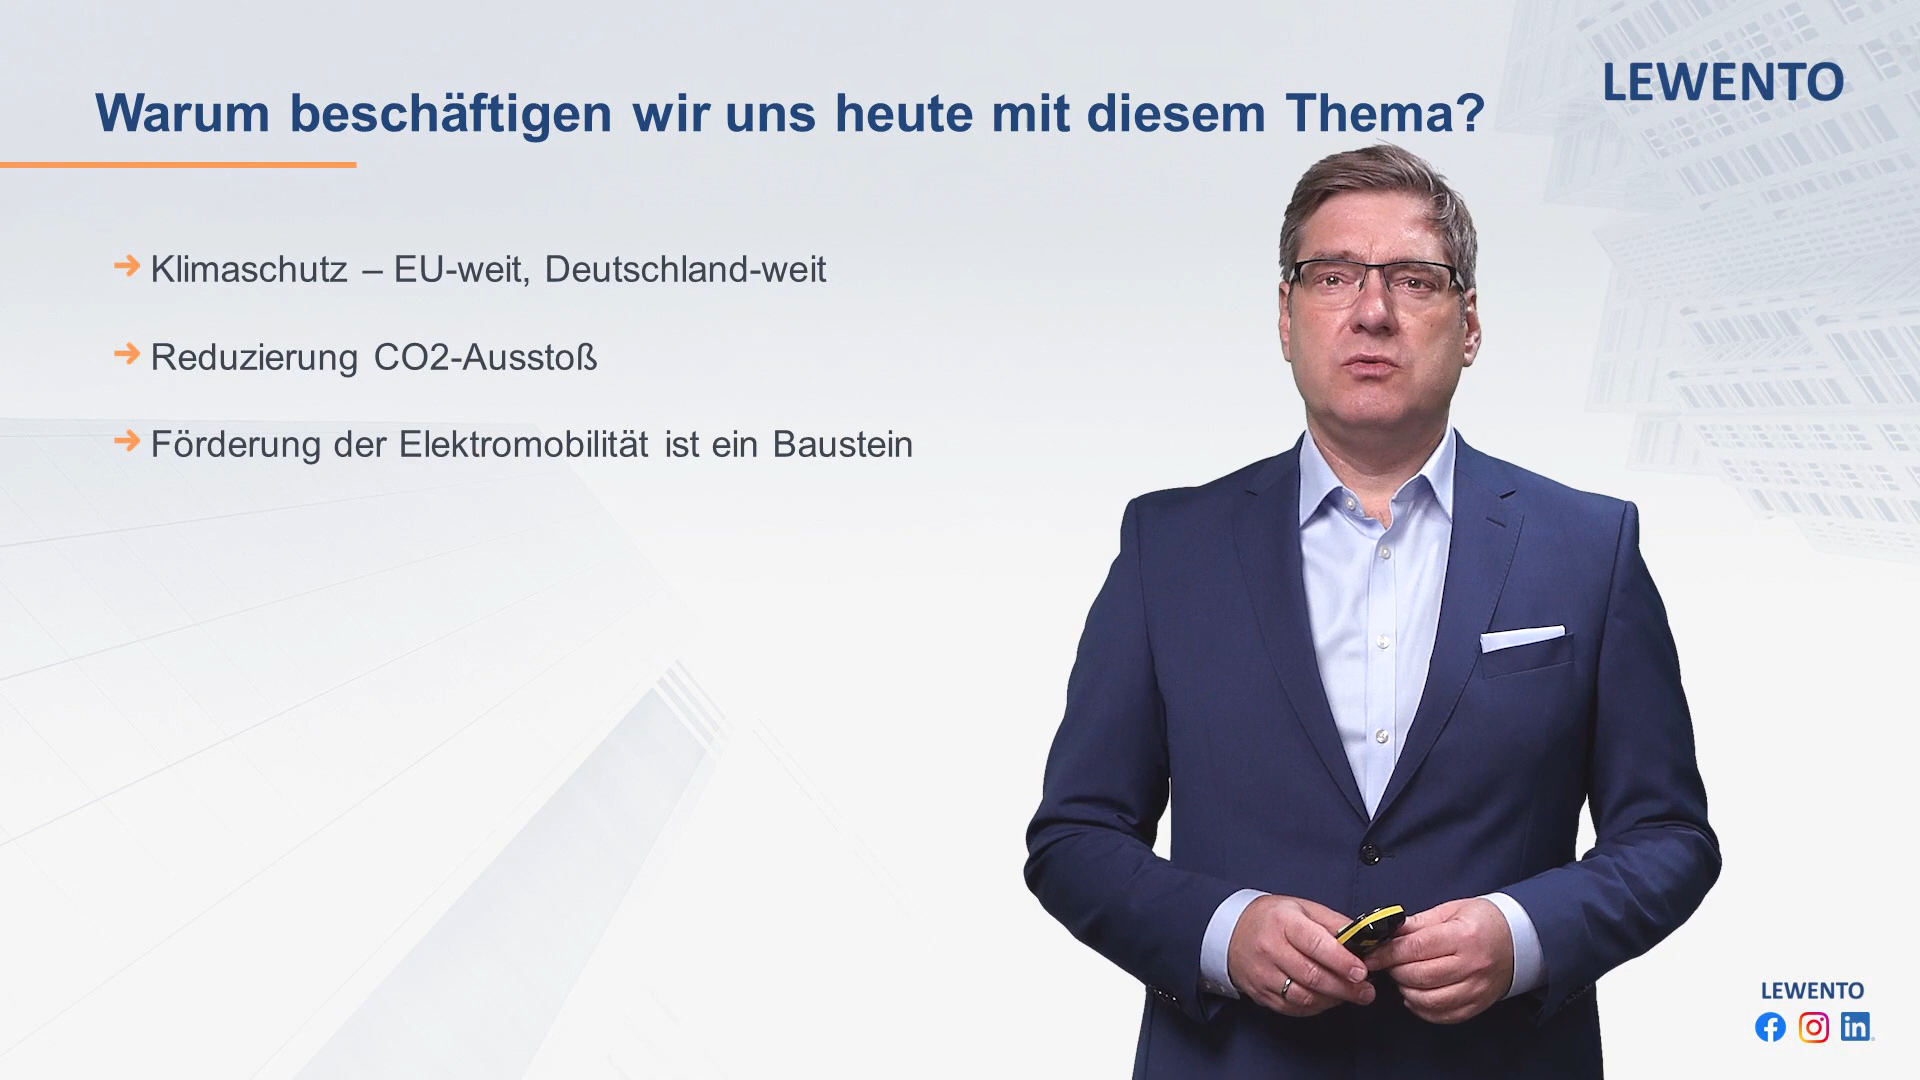 Warum beschäftigen wir uns heute mit diesem Thema?
LEWENTO
Klimaschutz – EU-weit, Deutschland-weit
Reduzierung CO2-Ausstoß
Förderung der Elektromobilität ist ein Baustein
LEWENTO